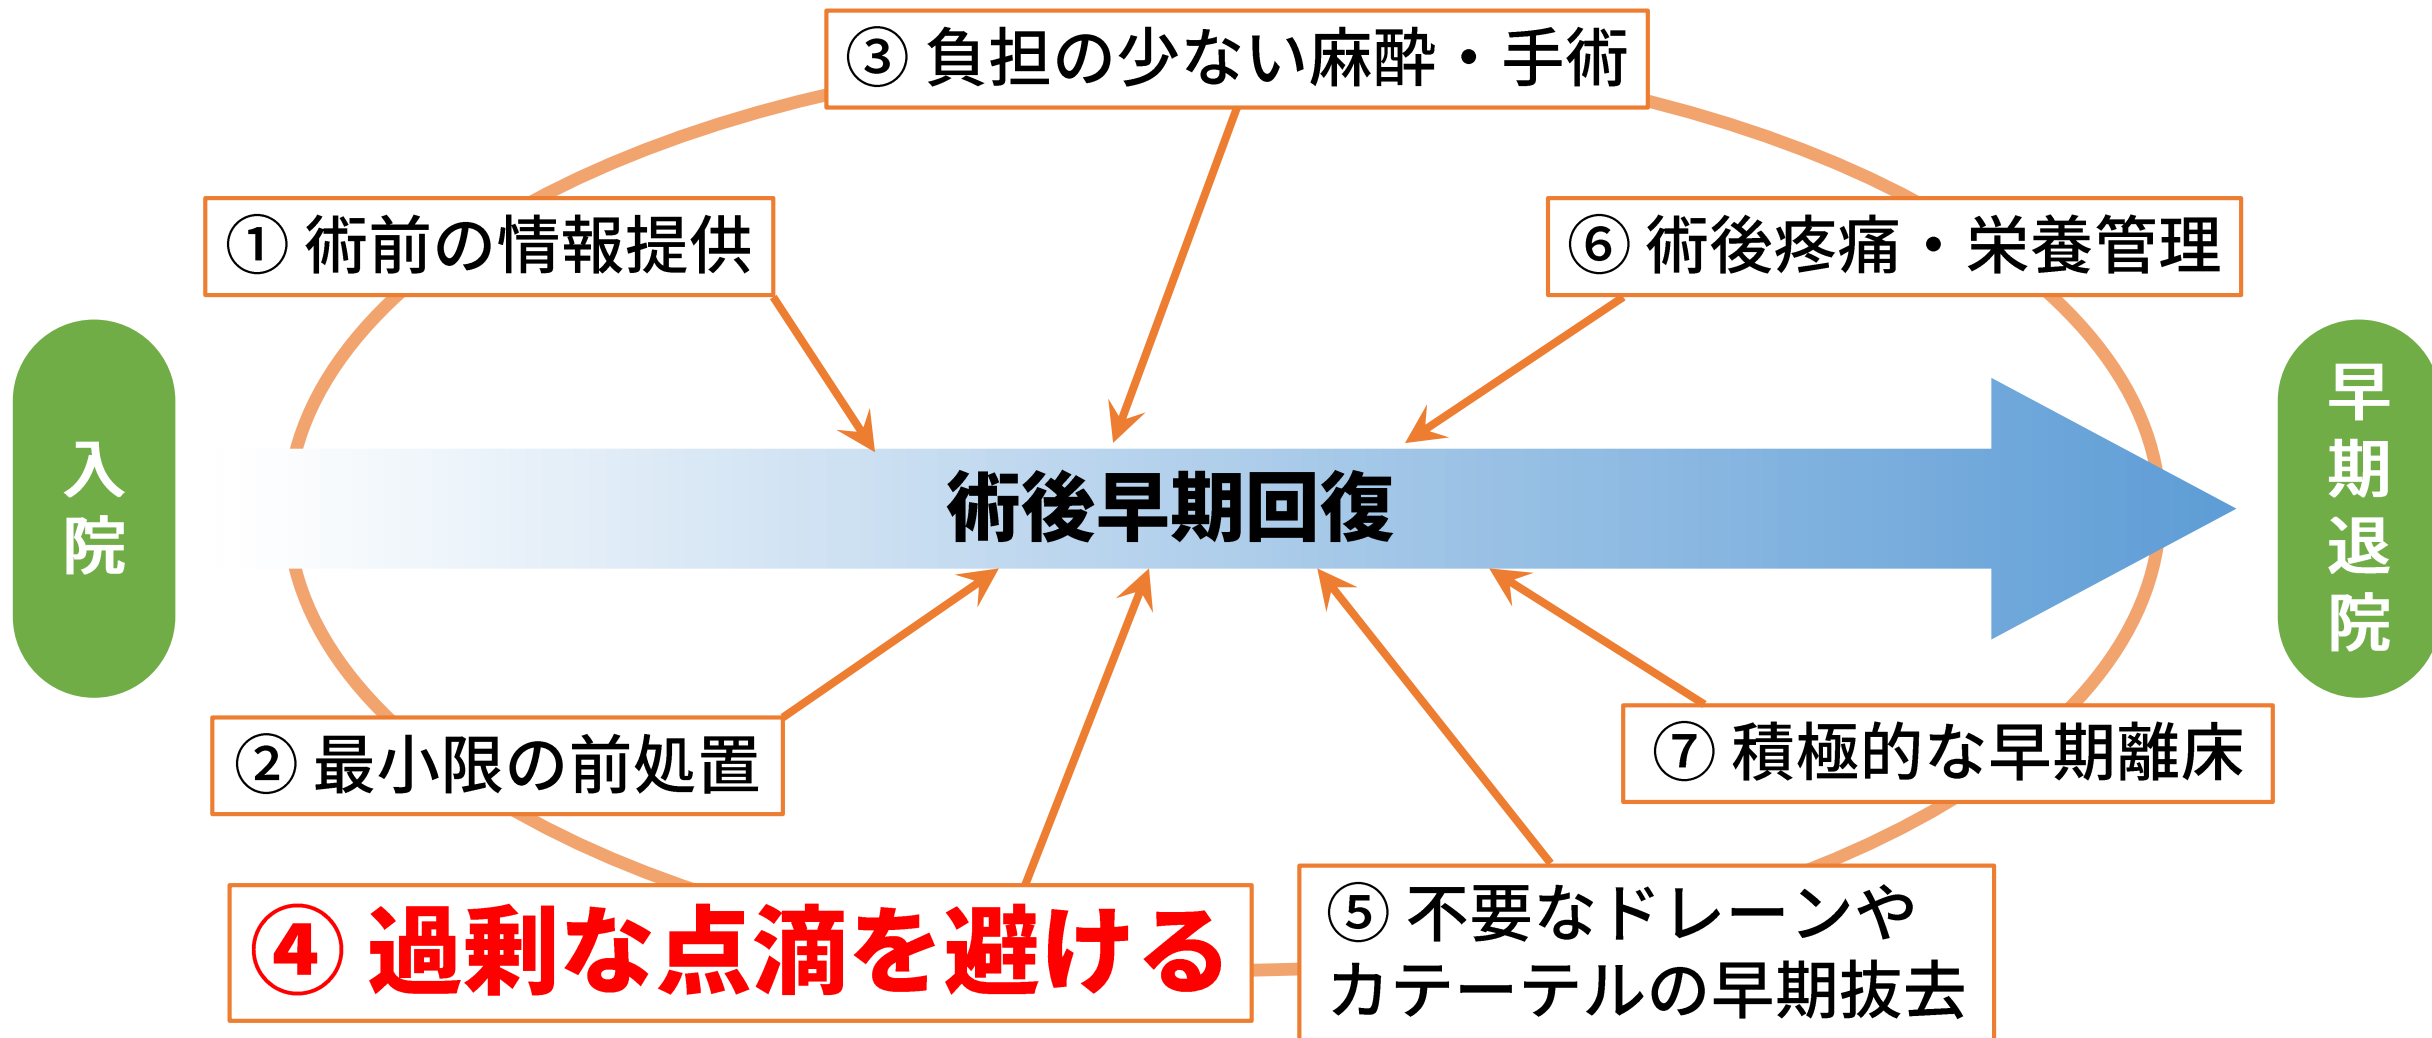 ③ 負担の少ない麻酔・手術
① 術前の情報提供
⑥ 術後疼痛・栄養管理
入院
術後早期回復
早期退院
② 最小限の前処置
⑦ 積極的な早期離床
④ 過剰な点滴を避ける
⑤ 不要なドレーンや
カテーテルの早期抜去